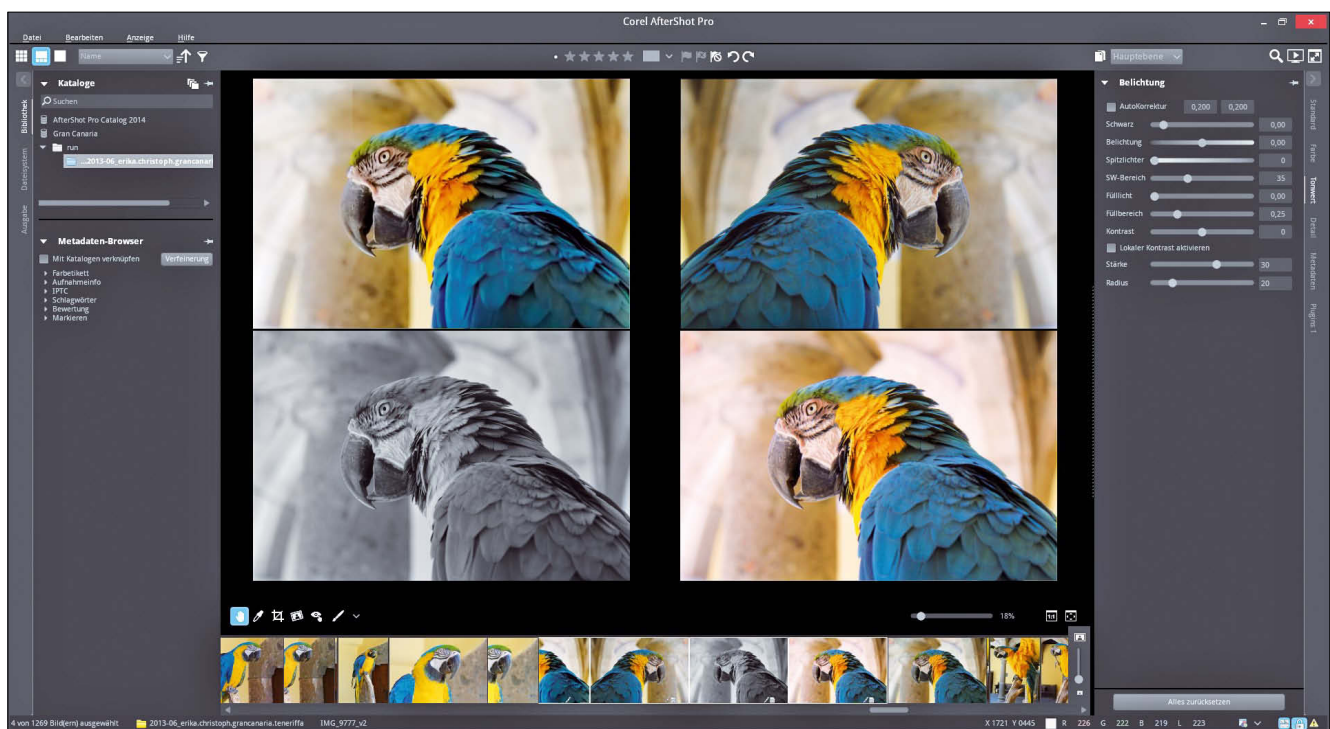 Corel AfterShot Pro
Datei Bearbeiten Anzeige Hilfe
Name
Hauptebene
Kataloge
Suchen
AfterShot Pro Catalog 2014
Gran Canaria
run
...2013-06_erika.christoph.grancanar
Bibliothek
Dateisystem
Ausgabe
Metadaten-Browser
Mit Katalogen verknüpfen Verfeinerung
Farbetikett
Aufnahmeinfo
IPTC
Schlagwörter
Bewertung
Markieren
18%
1:1
Belichtung
AutoKorrektur 0,200 0,200
Schwarz 0,00
Belichtung 0,00
Spitzlichter 0
SW-Bereich 35
Fülllicht 0,00
Füllbereich 0,25
Kontrast 0
Lokaler Kontrast aktivieren
Stärke 30
Radius 20
Standard
Farbe
Tonwert
Detail
Metadaten
Plugins 1
Alles zurücksetzen
4 von 1269 Bild(ern) ausgewählt 2013-06_erika.christoph.grancanaria.teneriffa IMG_9777_v2 X 1721 Y 0445 R 226 G 222 B 219 L 223